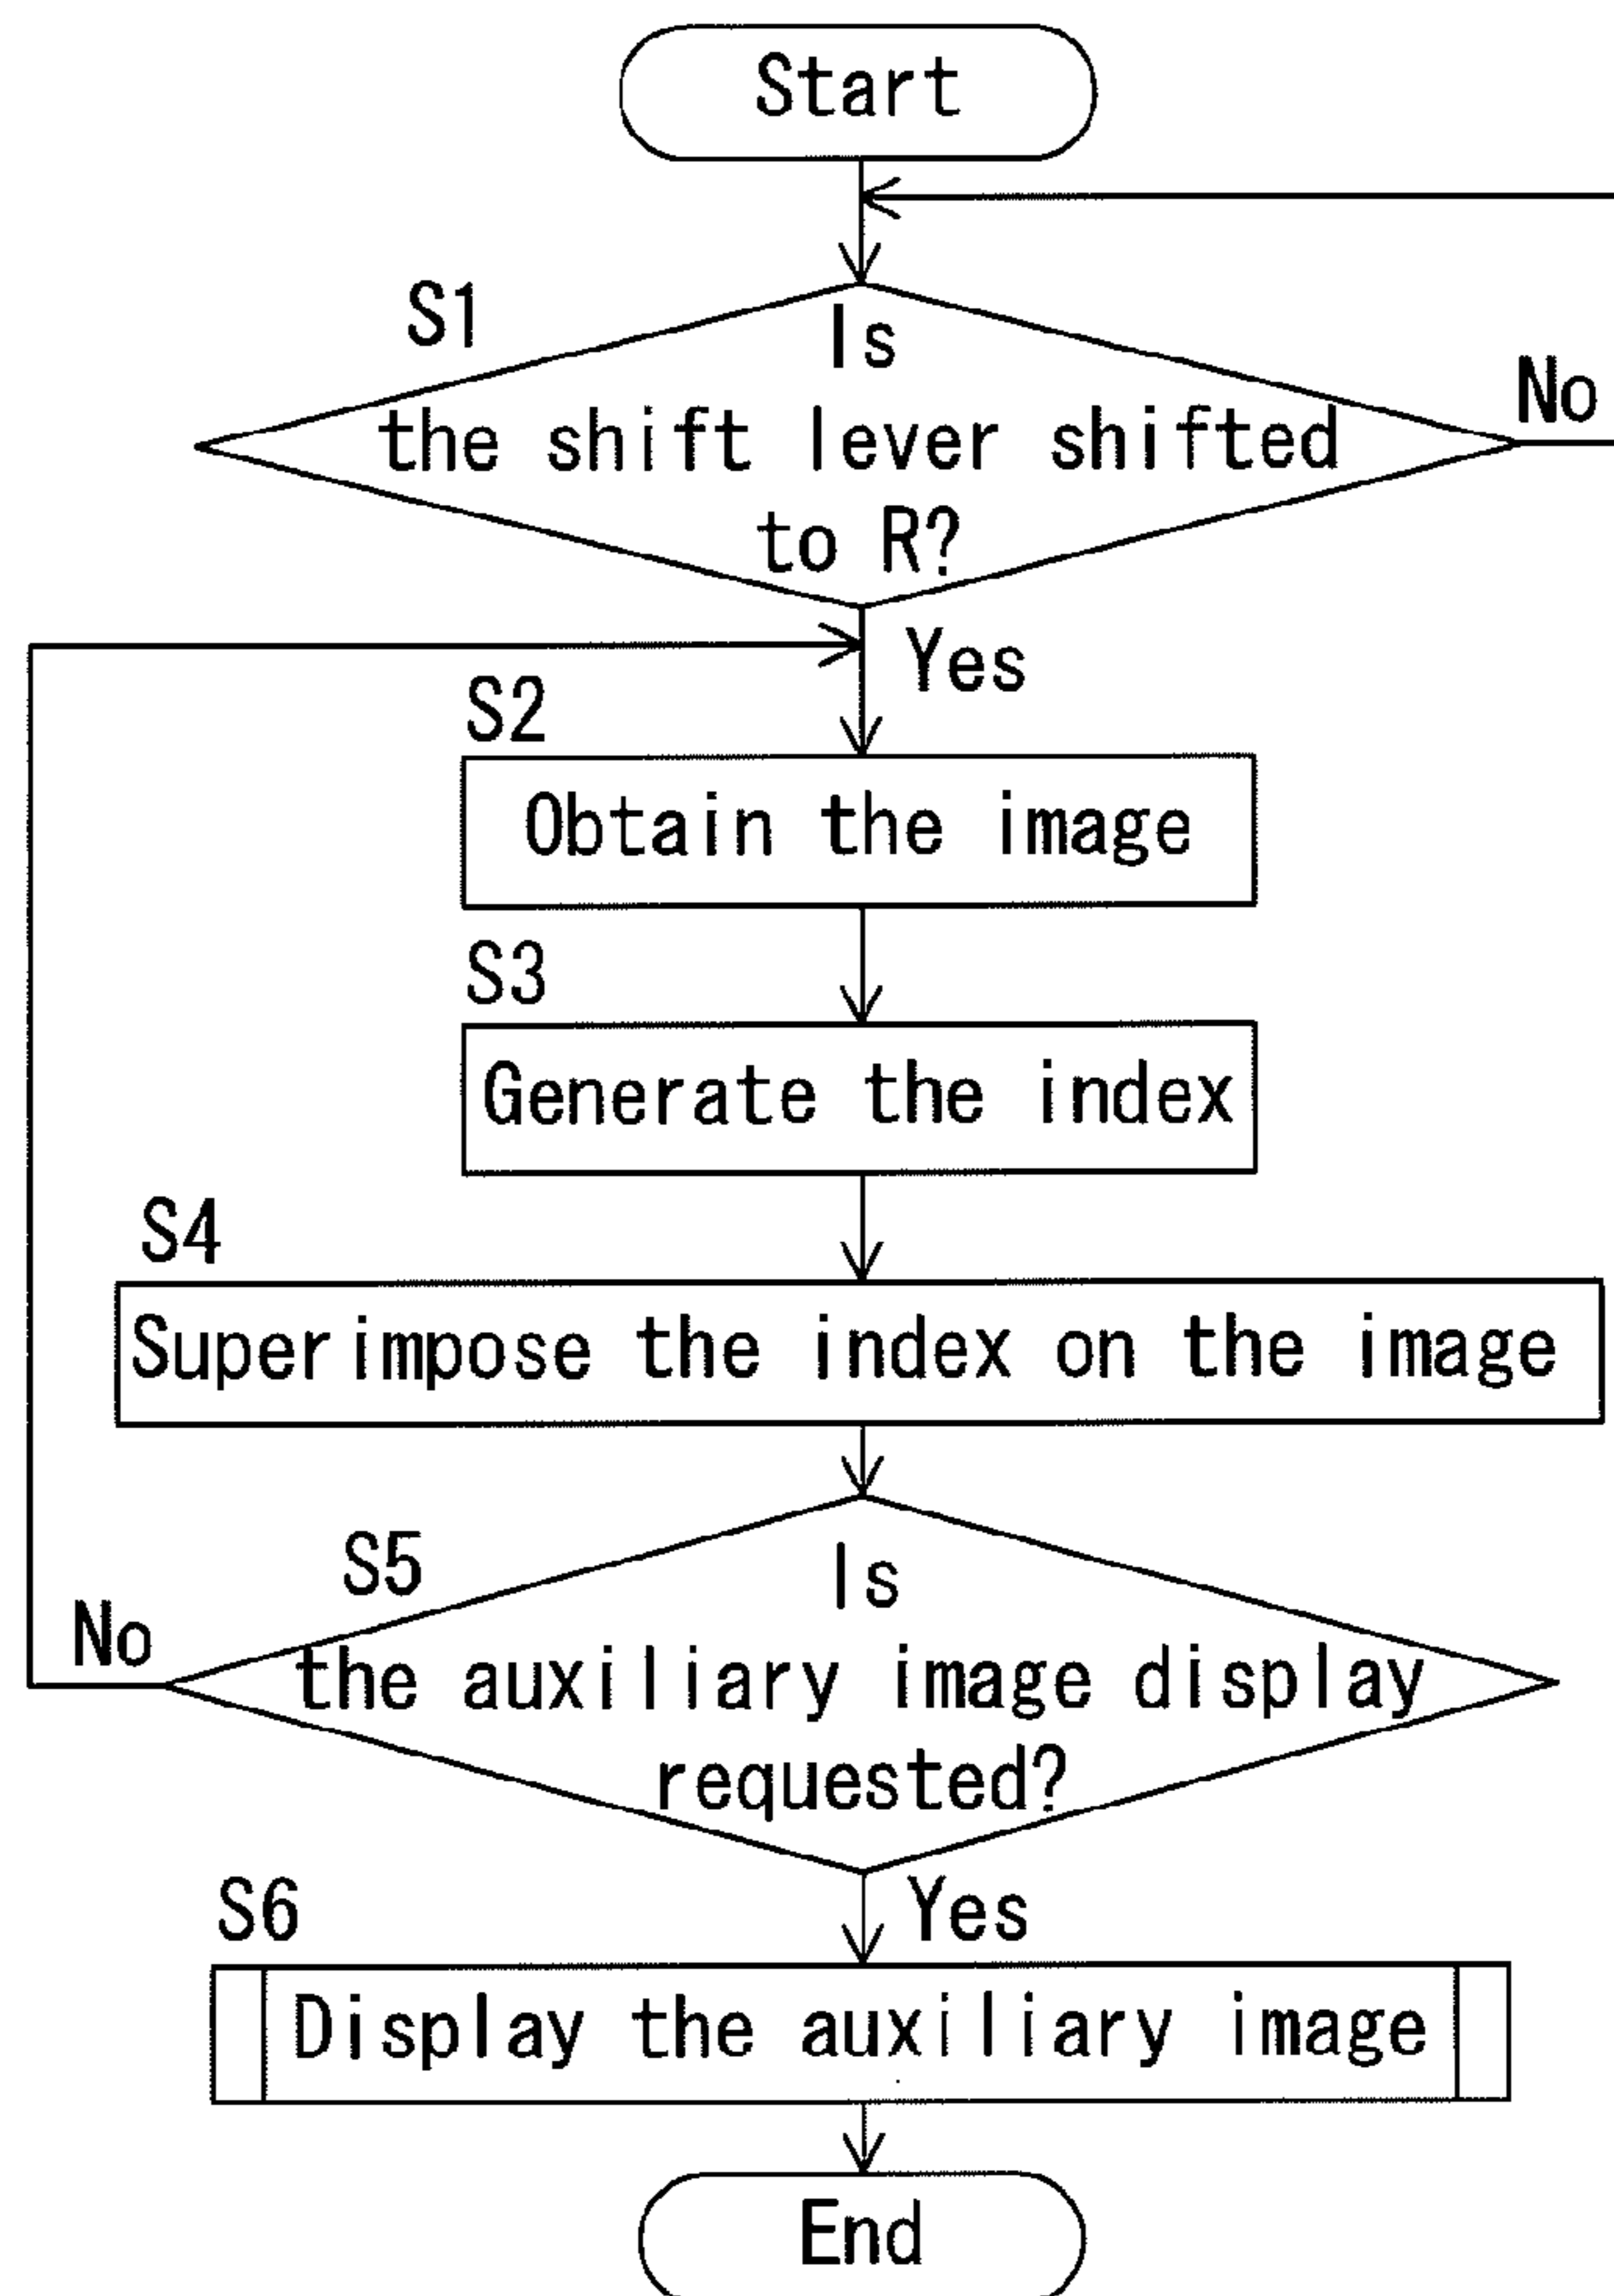 Start
S1
Is
the shift lever shifted
to R?
No
Yes
S2
Obtain the image
S3
Generate the index
S4
Superimpose the index on the image
S5
Is
the auxiliary image display
requested?
No
Yes
S6
Display the auxiliary image
End